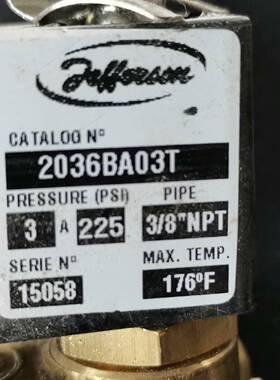 Jefferson
CATALOG Nº
2036BA03T
PRESSURE (PSI) PIPE
3 A 225 3/8"NPT
SERIE Nº MAX. TEMP.
15058 176ºF